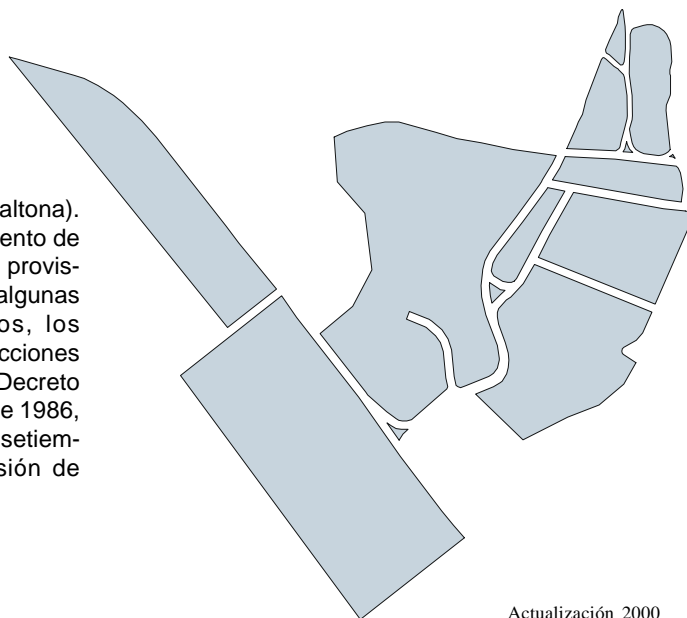 altona).
ento de
provis-
algunas
os, los
cciones
Decreto
e 1986,
setiem-
sión de
Actualización 2000